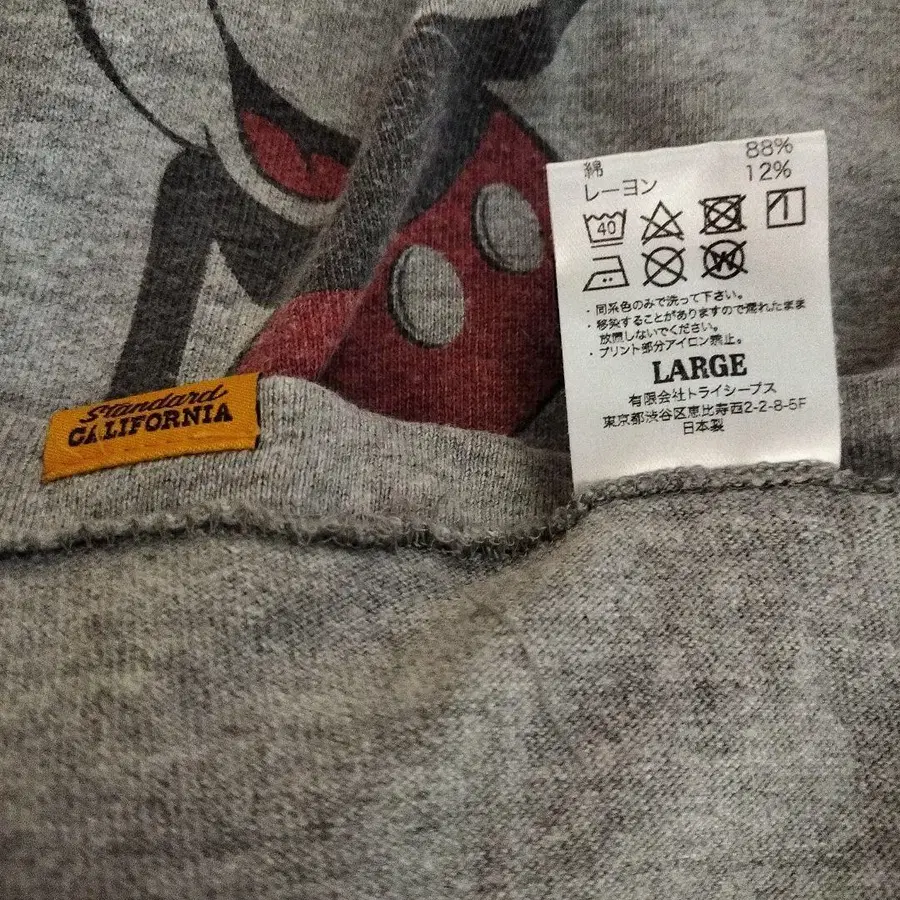 Standard
CALIFORNIA
綿 88%
レーヨン 12%
40
W
・同系色のみで洗って下さい。
・移染することがありますので濡れたまま
放置しないでください。
・プリント部分アイロン禁止。
LARGE
有限会社トライシープス
東京都渋谷区恵比寿西2-2-8-5F
日本製